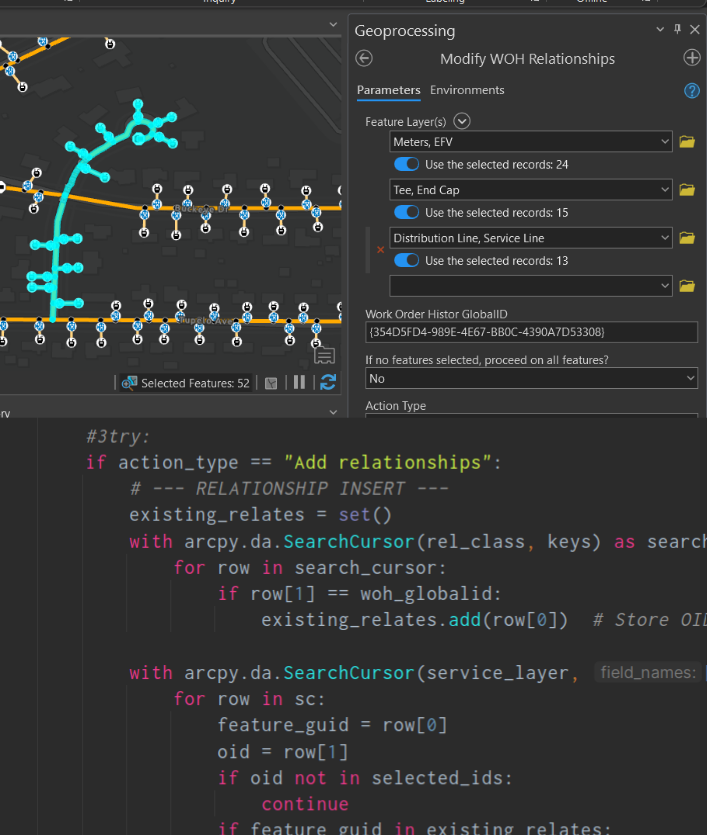 Geoprocessing
Modify WOH Relationships
Parameters Environments
Feature Layer(s)
Meters, EFV
Use the selected records: 24
Tee, End Cap
Use the selected records: 15
Distribution Line, Service Line
Use the selected records: 13
Work Order Histor GlobalID
{354D5FD4-989E-4E67-BB0C-4390A7D53308}
If no features selected, proceed on all features?
No
Action Type
Selected Features: 52
ry
#3try:
if action_type == "Add relationships":
# --- RELATIONSHIP INSERT ---
existing_relates = set()
with arcpy.da.SearchCursor(rel_class, keys) as search
for row in search_cursor:
if row[1] == woh_globalid:
existing_relates.add(row[0]) # Store OID
with arcpy.da.SearchCursor(service_layer, field_names:
for row in sc:
feature_guid = row[0]
oid = row[1]
if oid not in selected_ids:
continue
if feature_guid in existing_relates: